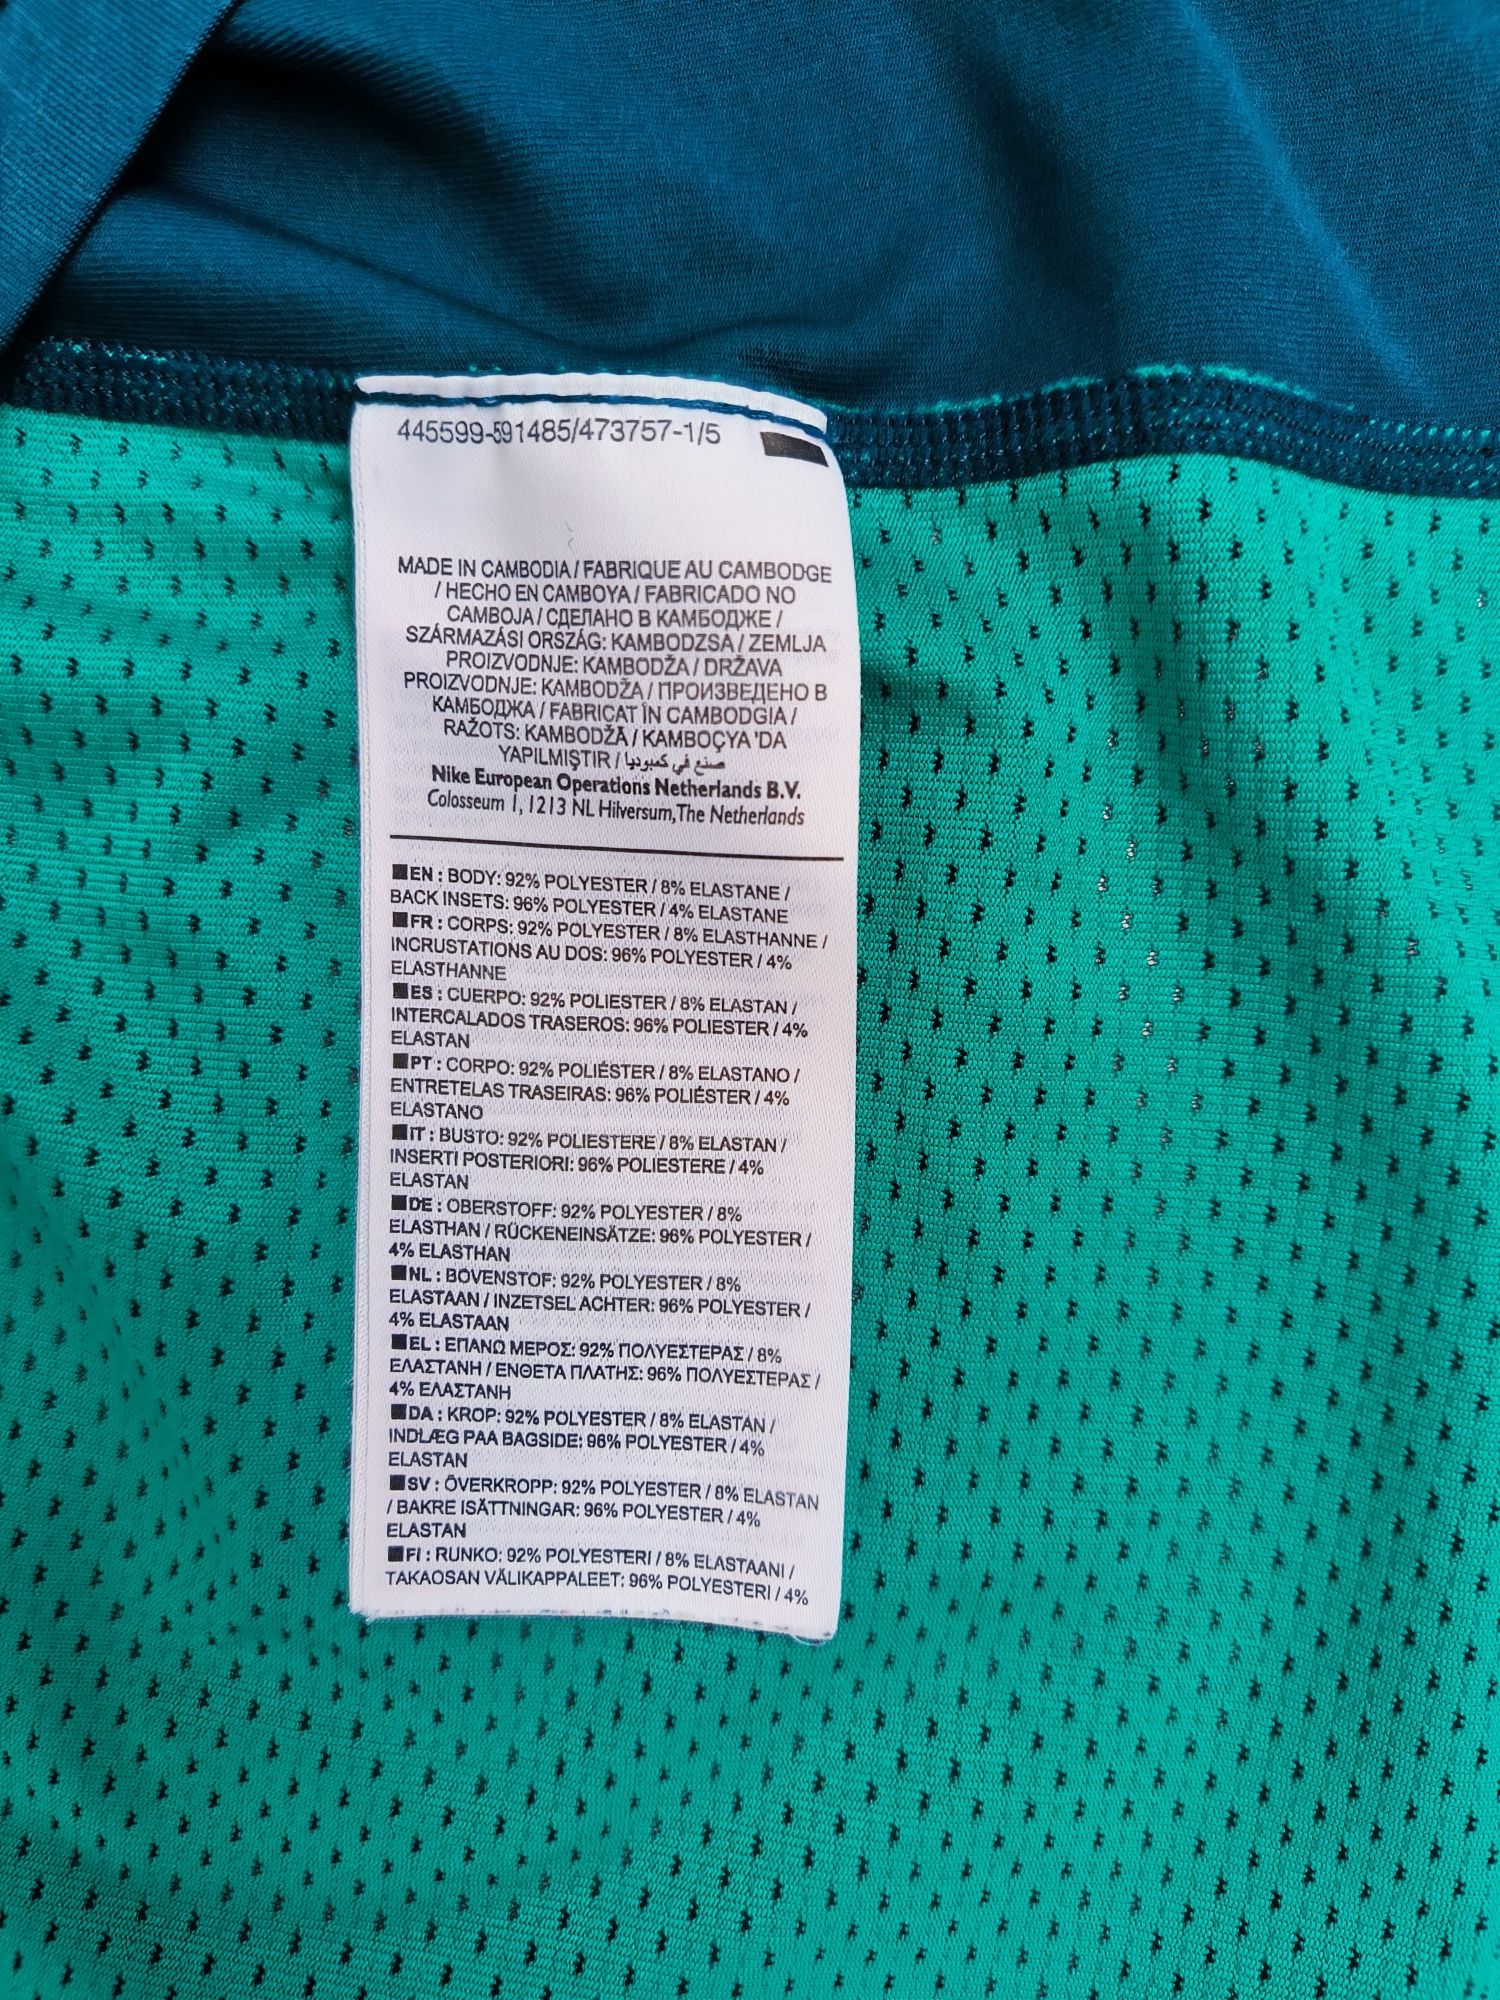 445599-591485/473757-1/5
MADE IN CAMBODIA / FABRIQUE AU CAMBODGE
/ HECHO EN CAMBOYA / FABRICADO NO
CAMBOJA / СДЕЛАНО В КАМБОДЖЕ /
SZÁRMAZÁSI ORSZÁG: KAMBODZSA / ZEMLJA
PROIZVODNJE: KAMBODŽA / DRŽAVA
PROIZVODNJE: KAMBODŽA / ПРОИЗВЕДЕНО В
КАМБОДЖА / FABRICAT ÎN CAMBODGIA /
RAŽOTS: KAMBODŽĀ / KAMBOÇYA 'DA
YAPILMIŞTIR / صنع في كمبوديا
Nike European Operations Netherlands B.V.
Colosseum 1, 1213 NL Hilversum, The Netherlands
EN : BODY: 92% POLYESTER / 8% ELASTANE /
BACK INSETS: 96% POLYESTER / 4% ELASTANE
FR : CORPS: 92% POLYESTER / 8% ELASTHANNE /
INCRUSTATIONS AU DOS: 96% POLYESTER / 4%
ELASTHANNE
ES : CUERPO: 92% POLIESTER / 8% ELASTAN /
INTERCALADOS TRASEROS: 96% POLIESTER / 4%
ELASTAN
PT : CORPO: 92% POLIÉSTER / 8% ELASTANO /
ENTRETELAS TRASEIRAS: 96% POLIÉSTER / 4%
ELASTANO
IT : BUSTO: 92% POLIESTERE / 8% ELASTAN /
INSERTI POSTERIORI: 96% POLIESTERE / 4%
ELASTAN
DE : OBERSTOFF: 92% POLYESTER / 8%
ELASTHAN / RÜCKENEINSÄTZE: 96% POLYESTER /
4% ELASTHAN
NL : BOVENSTOF: 92% POLYESTER / 8%
ELASTAAN / INZETSEL ACHTER: 96% POLYESTER /
4% ELASTAAN
EL : ΕΠΑΝΩ ΜΕΡΟΣ: 92% ΠΟΛΥΕΣΤΕΡΑΣ / 8%
ΕΛΑΣΤΑΝΗ / ΕΝΘΕΤΑ ΠΛΑΤΗΣ: 96% ΠΟΛΥΕΣΤΕΡΑΣ /
4% ΕΛΑΣΤΑΝΗ
DA : KROP: 92% POLYESTER / 8% ELASTAN /
INDLÆG PAA BAGSIDE: 96% POLYESTER / 4%
ELASTAN
SV : ÖVERKROPP: 92% POLYESTER / 8% ELASTAN
/ BAKRE ISÄTTNINGAR: 96% POLYESTER / 4%
ELASTAN
FI : RUNKO: 92% POLYESTERI / 8% ELASTAANI /
TAKAOSAN VÄLIKAPPALEET: 96% POLYESTERI / 4%